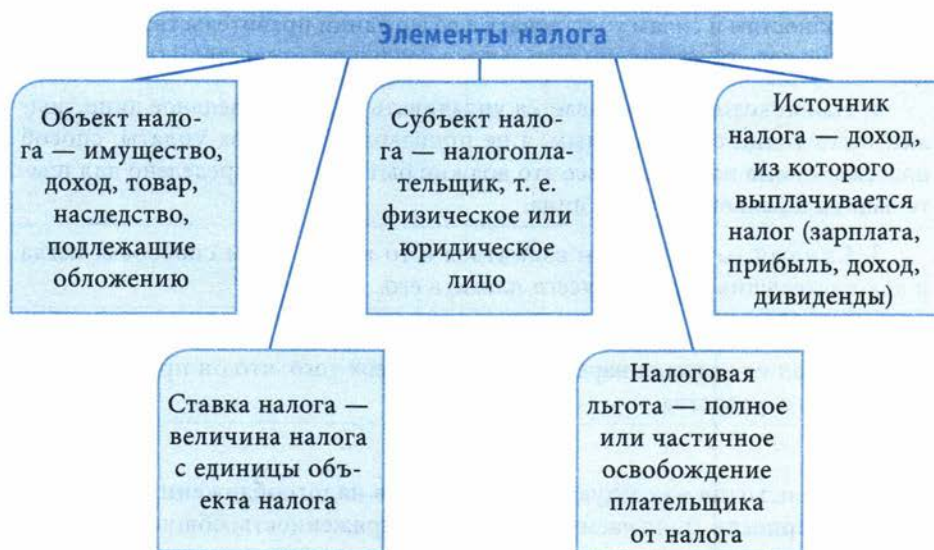 Элементы налога
Объект нало-
га — имущество,
доход, товар,
наследство,
подлежащие
обложению
Субъект нало-
га — налогопла-
тельщик, т. е.
физическое или
юридическое
лицо
Источник
налога — доход,
из которого
выплачивается
налог (зарплата,
прибыль, доход,
дивиденды)
Ставка налога —
величина налога
с единицы объ-
екта налога
Налоговая
льгота — полное
или частичное
освобождение
плательщика
от налога